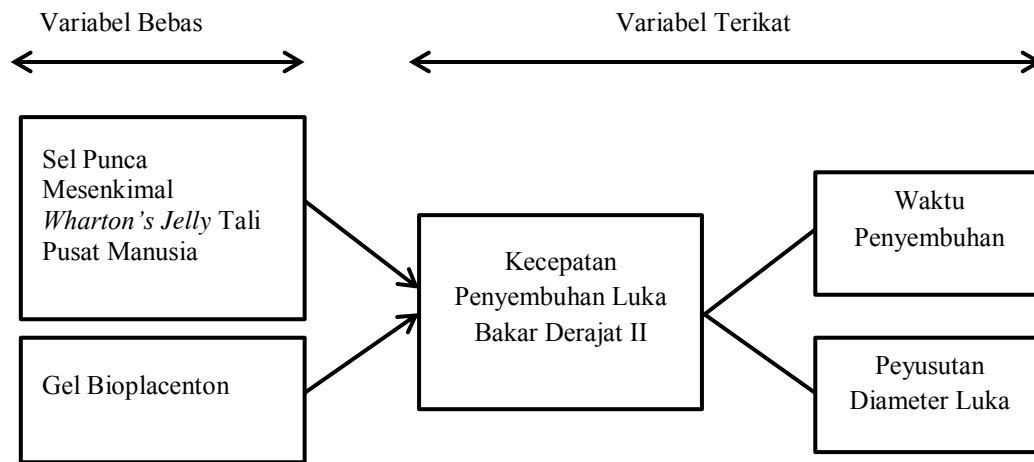 Variabel Bebas
Variabel Terikat
Sel Punca
Mesenkimal
Wharton’s Jelly Tali
Pusat Manusia
Gel Bioplacenton
Kecepatan
Penyembuhan Luka
Bakar Derajat II
Waktu
Penyembuhan
Peyusutan
Diameter Luka